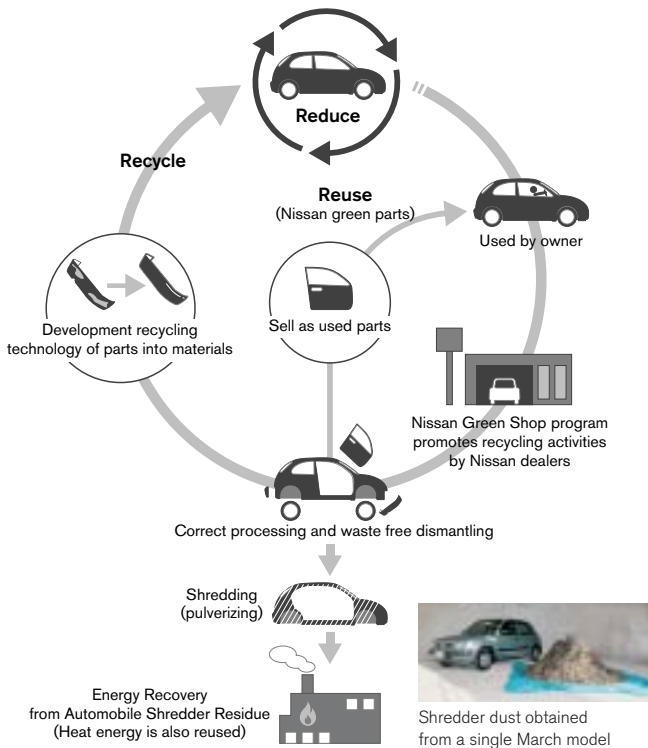 Reduce
Recycle
Reuse
(Nissan green parts)
Used by owner
Development recycling
technology of parts into materials
Sell as used parts
Nissan Green Shop program
promotes recycling activities
by Nissan dealers
Correct processing and waste free dismantling
Shredding
(pulverizing)
Energy Recovery
from Automobile Shredder Residue
(Heat energy is also reused)
Shredder dust obtained
from a single March model